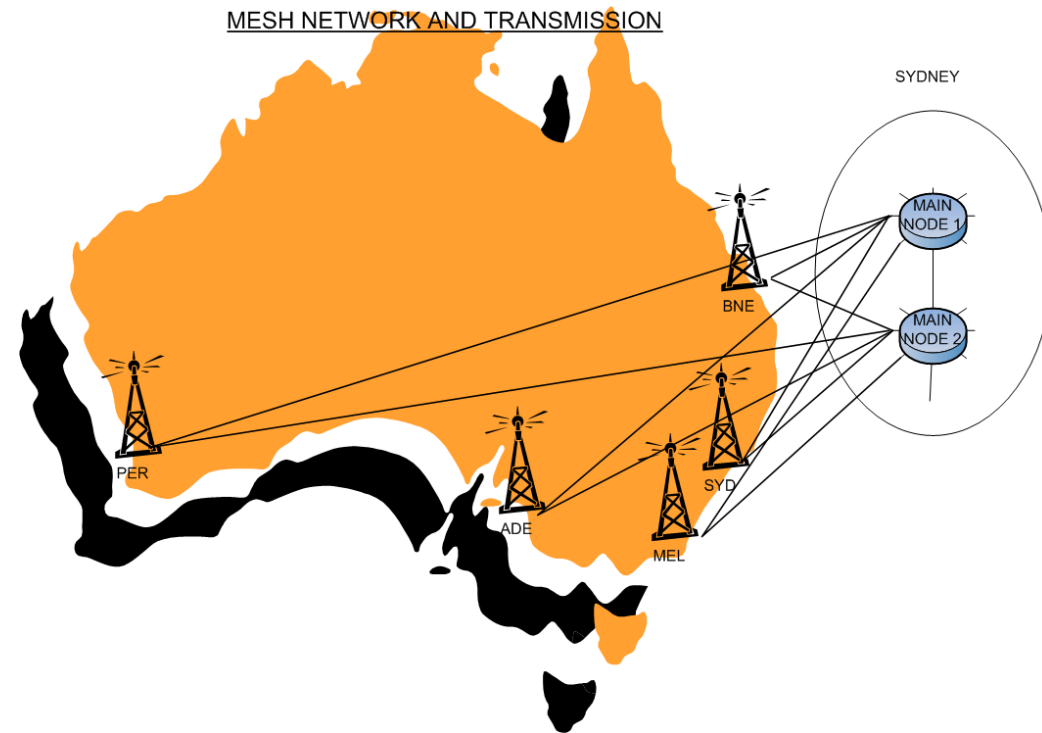 MESH NETWORK AND TRANSMISSION
SYDNEY
MAIN
NODE 1
BNE
MAIN
NODE 2
PER
SYD
ADE
MEL